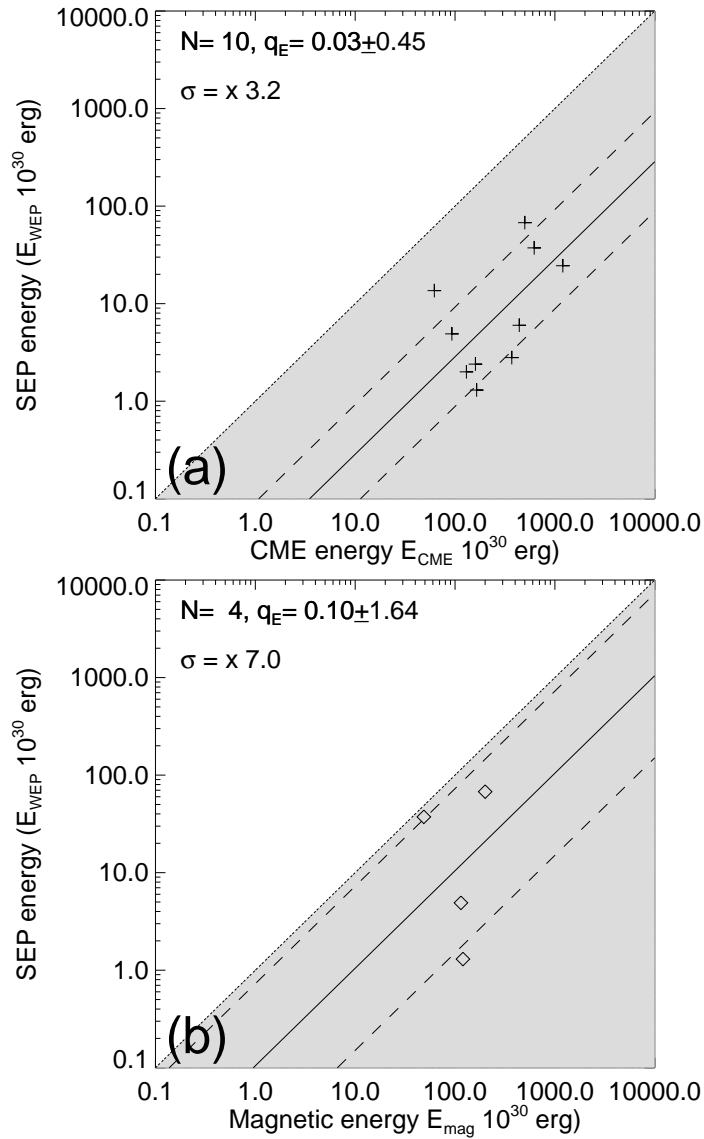 10000.0
N= 10, q_E= 0.03±0.45
σ = x 3.2
1000.0
100.0
10.0
1.0
0.1
SEP energy (E_WEP 10^30 erg)
(a)
0.1 1.0 10.0 100.0 1000.0 10000.0
CME energy E_CME 10^30 erg)
10000.0
N= 4, q_E= 0.10±1.64
σ = x 7.0
1000.0
100.0
10.0
1.0
0.1
SEP energy (E_WEP 10^30 erg)
(b)
0.1 1.0 10.0 100.0 1000.0 10000.0
Magnetic energy E_mag 10^30 erg)